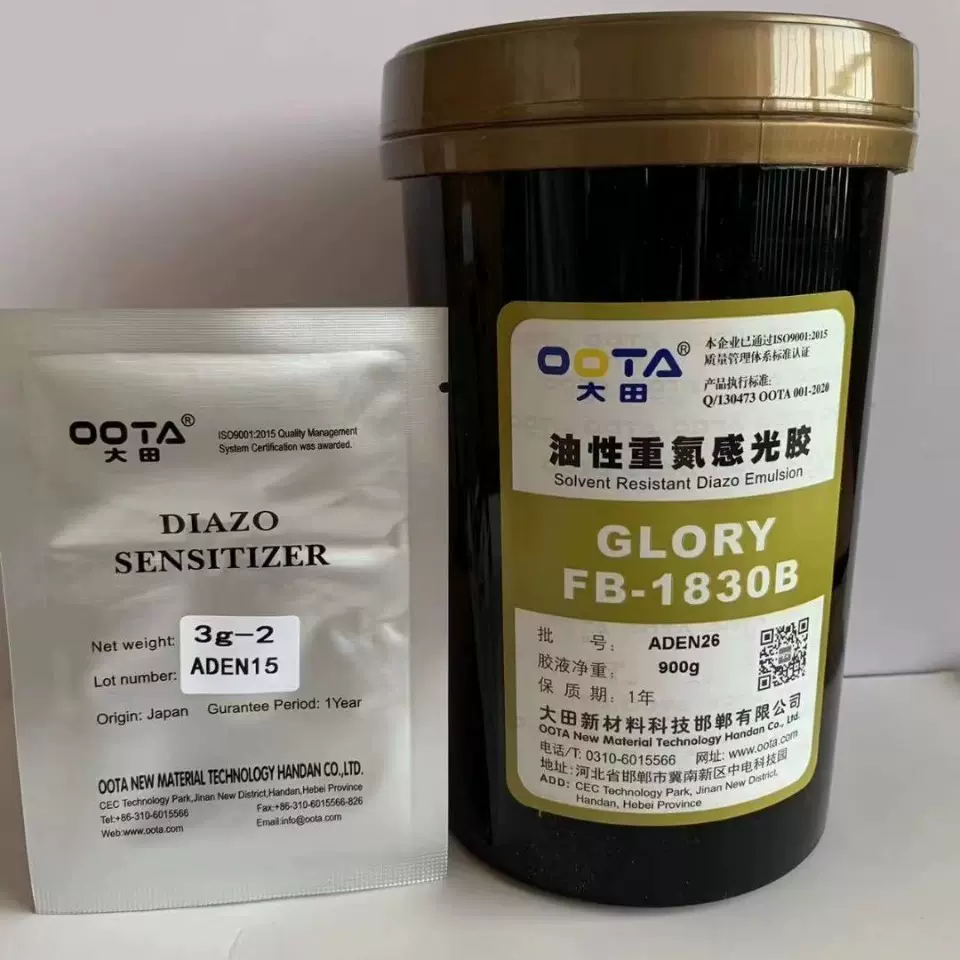 OOTA®
大田
ISO9001:2015 Quality Management
System Certification was awarded.
DIAZO
SENSITIZER
Net weight: 3g-2
Lot number: ADEN15
Origin: Japan Gurantee Period: 1Year
OOTA NEW MATERIAL TECHNOLOGY HANDAN CO.,LTD.
CEC Technology Park,Jinan New District,Handan,Hebei Province
Tel:+86-310-6015566 Fax:+86-310-6015566-826
Web:www.oota.com Email:info@oota.com
OOTA®
大田
本企业已通过ISO9001:2015
质量管理体系标准认证
产品执行标准:
Q/130473 OOTA 001-2020
油性重氮感光胶
Solvent Resistant Diazo Emulsion
GLORY
FB-1830B
批号: ADEN26
胶液净重: 900g
保质期: 1年
大田新材料科技邯郸有限公司
OOTA New Material Technology Handan Co., Ltd.
电话/T: 0310-6015566 网址: www.oota.com
地址: 河北省邯郸市冀南新区中电科技园
ADD: CEC Technology Park, Jinan New District,
Handan, Hebei Province